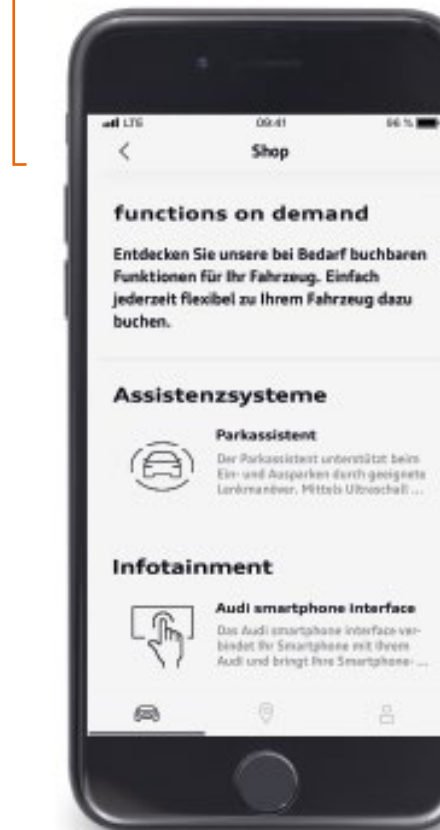 LTE 09:41 96 %
Shop
functions on demand
Entdecken Sie unsere bei Bedarf buchbaren
Funktionen für Ihr Fahrzeug. Einfach
jederzeit flexibel zu Ihrem Fahrzeug dazu
buchen.
Assistenzsysteme
Parkassistent
Der Parkassistent unterstützt beim
Ein- und Ausparken durch geeignete
Lenkmanöver. Mittels Ultraschall ...
Infotainment
Audi smartphone interface
Das Audi smartphone interface ver-
bindet Ihr Smartphone mit Ihrem
Audi und bringt Ihre Smartphone- ...